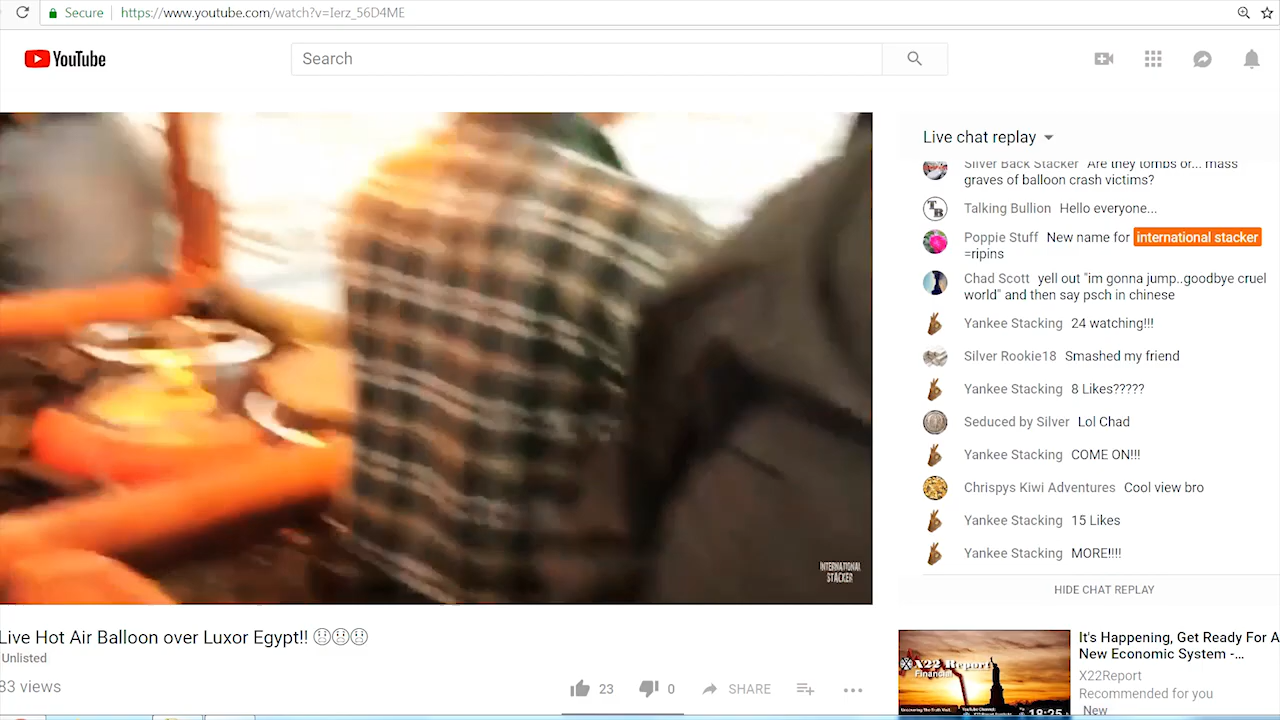 Secure https://www.youtube.com/watch?v=Ierz_56D4ME
YouTube
Search
Live chat replay
Silver Back Stacker Are they tombs or... mass
graves of balloon crash victims?
Talking Bullion Hello everyone...
Poppie Stuff New name for international stacker
=ripins
Chad Scott yell out "im gonna jump..goodbye cruel
world" and then say psch in chinese
Yankee Stacking 24 watching!!!
Silver Rookie18 Smashed my friend
Yankee Stacking 8 Likes?????
Seduced by Silver Lol Chad
Yankee Stacking COME ON!!!
Chrispys Kiwi Adventures Cool view bro
Yankee Stacking 15 Likes
Yankee Stacking MORE!!!!
HIDE CHAT REPLAY
INTERNATIONAL
STACKER
Live Hot Air Balloon over Luxor Egypt!!
Unlisted
83 views
23
0
SHARE
X22 Report
Financial
18:25
It's Happening, Get Ready For A
New Economic System -...
X22Report
Recommended for you
New